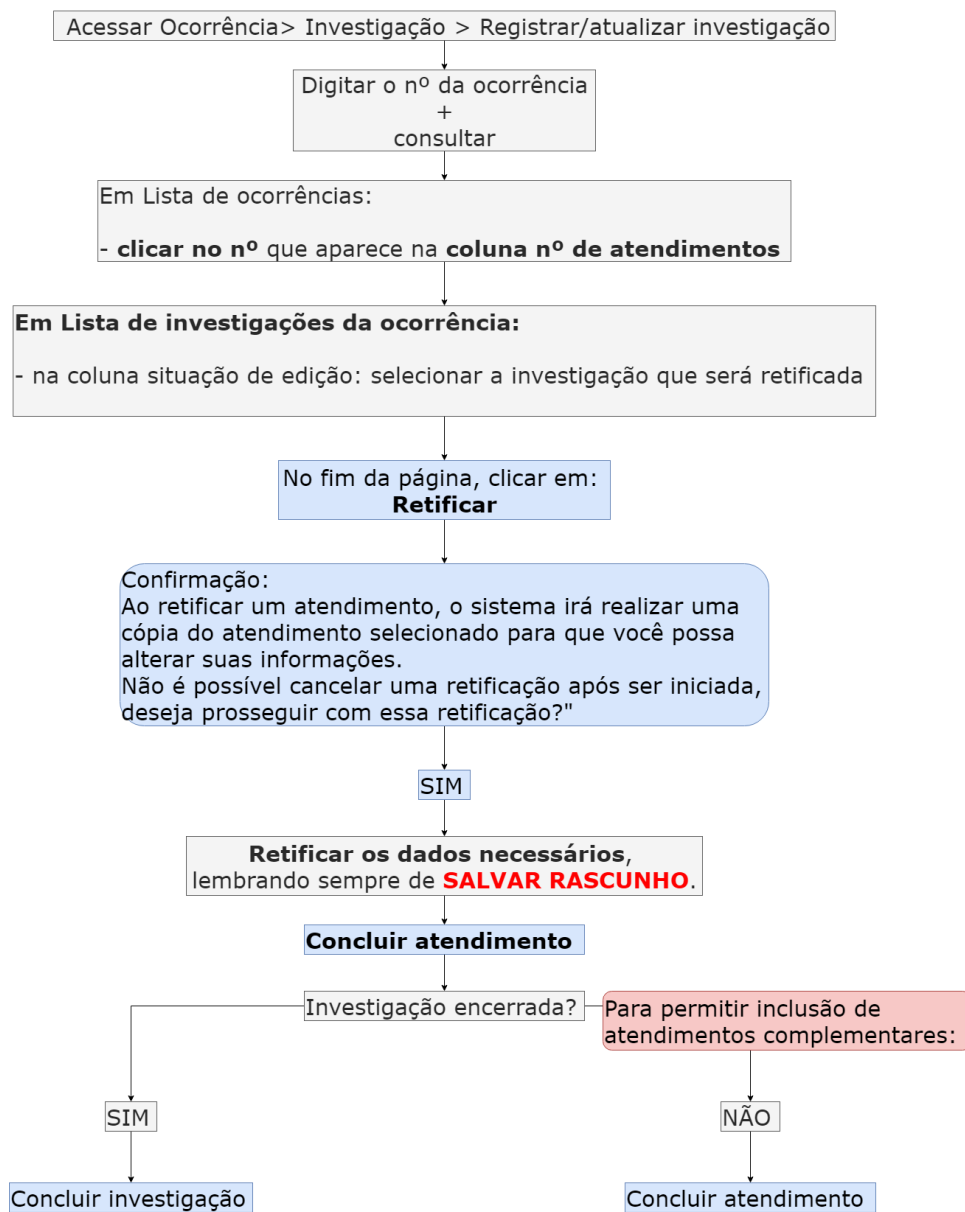 Acessar Ocorrência> Investigação > Registrar/atualizar investigação
Digitar o nº da ocorrência
+
consultar
Em Lista de ocorrências:
- clicar no nº que aparece na coluna nº de atendimentos
Em Lista de investigações da ocorrência:
- na coluna situação de edição: selecionar a investigação que será retificada
No fim da página, clicar em:
Retificar
Confirmação:
Ao retificar um atendimento, o sistema irá realizar uma
cópia do atendimento selecionado para que você possa
alterar suas informações.
Não é possível cancelar uma retificação após ser iniciada,
deseja prosseguir com essa retificação?"
SIM
Retificar os dados necessários,
lembrando sempre de SALVAR RASCUNHO.
Concluir atendimento
Investigação encerrada?
Para permitir inclusão de
atendimentos complementares:
SIM
NÃO
Concluir investigação
Concluir atendimento